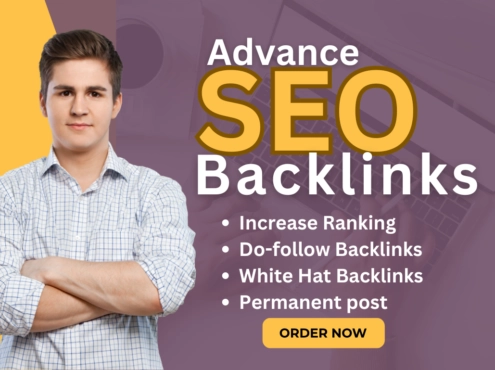 Advance
SEO
Backlinks
• Increase Ranking
• Do-follow Backlinks
• White Hat Backlinks
• Permanent post
ORDER NOW